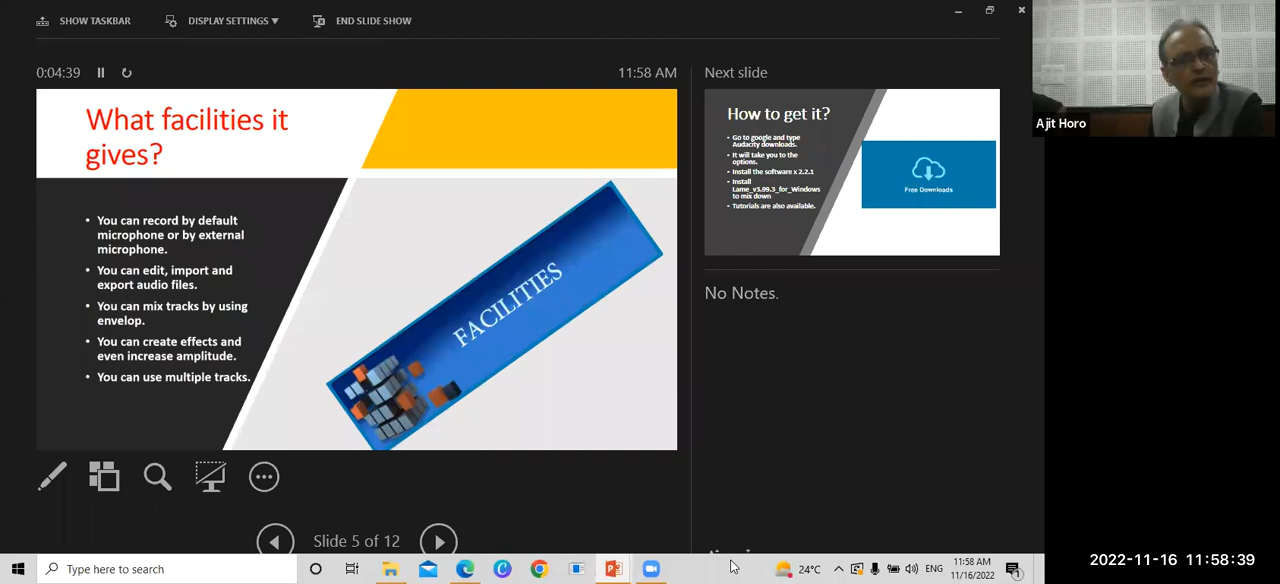 SHOW TASKBAR
DISPLAY SETTINGS ▼
END SLIDE SHOW
0:04:39
11:58 AM
What facilities it
gives?
• You can record by default
microphone or by external
microphone.
• You can edit, import and
export audio files.
• You can mix tracks by using
envelop.
• You can create effects and
even increase amplitude.
• You can use multiple tracks.
FACILITIES
Slide 5 of 12
Next slide
How to get it?
• Go to google and type
Audacity downloads.
• It will take you to the
options.
• Install the software x 2.2.1
• Install
Lame_v3.99.3_for_Windows
to mix down
• Tutorials are also available.
Free Downloads
No Notes.
Ajit Horo
Type here to search
24°C
ENG
11:58 AM
11/16/2022
1
2022-11-16 11:58:39